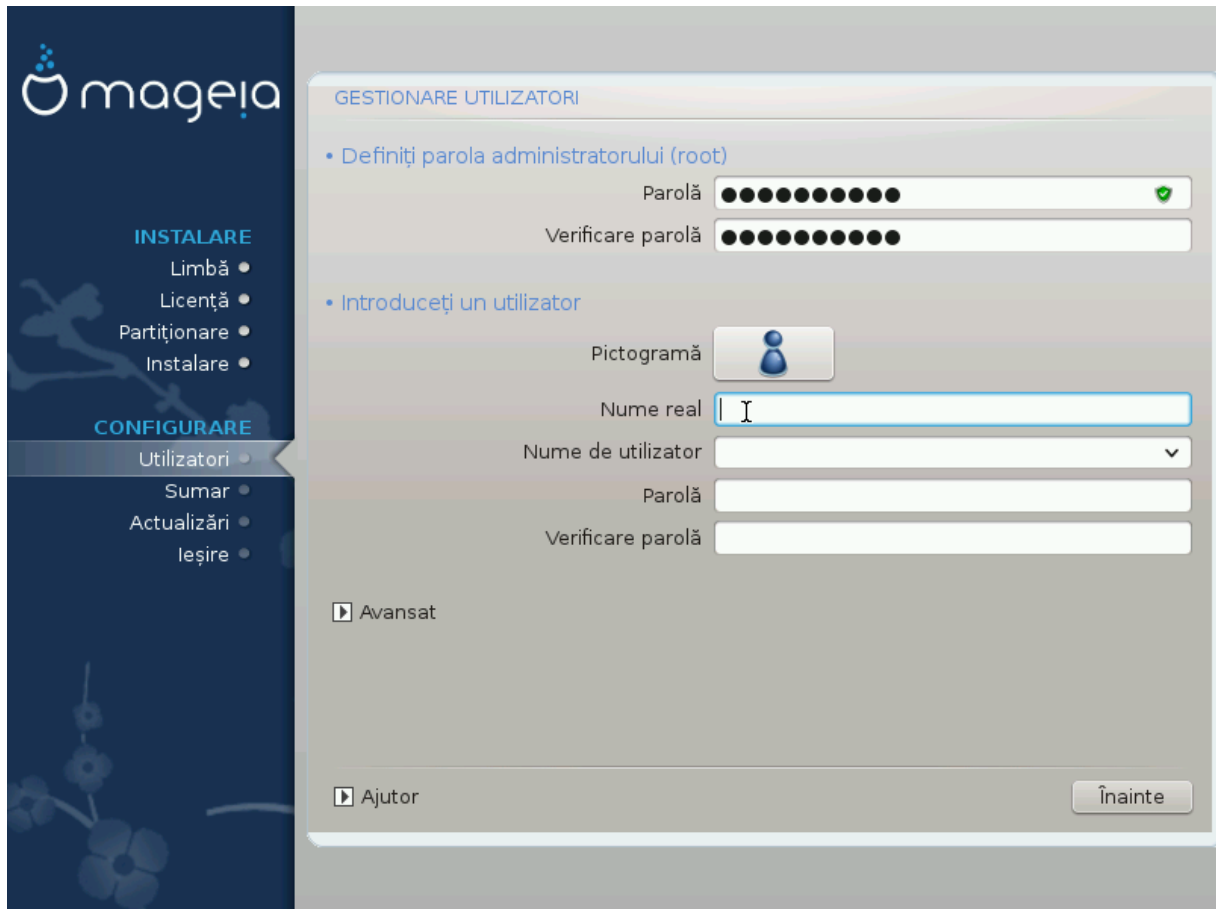 mageia
INSTALARE
Limbă
Licență
Partiționare
Instalare
CONFIGURARE
Utilizatori
Sumar
Actualizări
Ieșire
GESTIONARE UTILIZATORI
• Definiți parola administratorului (root)
Parolă ●●●●●●●●●●
Verificare parolă ●●●●●●●●●●
• Introduceți un utilizator
Pictogramă
Nume real
Nume de utilizator
Parolă
Verificare parolă
Avansat
Ajutor
Înainte